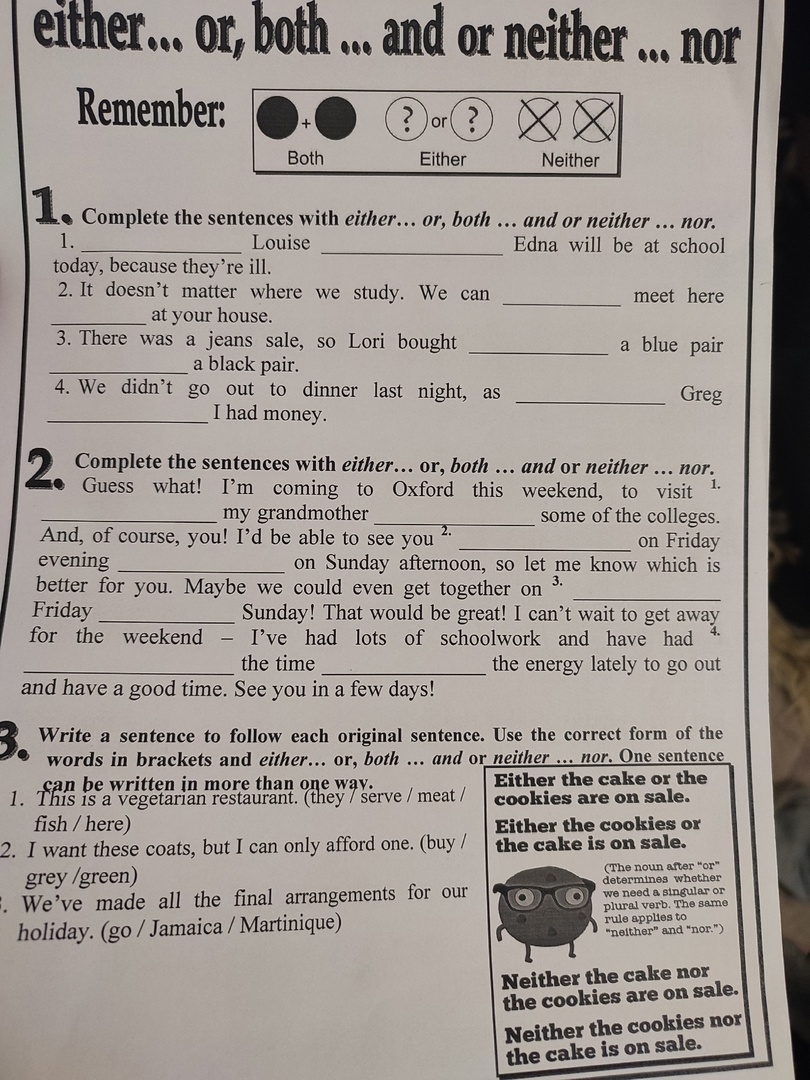 either... or, both ... and or neither ... nor
Remember:
? or ?
+
Both Either Neither
1. Complete the sentences with either... or, both ... and or neither ... nor.
1. ____________ Louise ____________ Edna will be at school
today, because they're ill.
2. It doesn't matter where we study. We can ____________ meet here
____________ at your house.
3. There was a jeans sale, so Lori bought ____________ a blue pair
____________ a black pair.
4. We didn't go out to dinner last night, as ____________ Greg
____________ I had money.
2. Complete the sentences with either... or, both ... and or neither ... nor.
Guess what! I'm coming to Oxford this weekend, to visit 1.
____________ my grandmother ____________ some of the colleges.
And, of course, you! I'd be able to see you 2. ____________ on Friday
evening ____________ on Sunday afternoon, so let me know which is
better for you. Maybe we could even get together on 3. ____________
Friday ____________ Sunday! That would be great! I can't wait to get away
for the weekend – I've had lots of schoolwork and have had 4.
____________ the time ____________ the energy lately to go out
and have a good time. See you in a few days!
3. Write a sentence to follow each original sentence. Use the correct form of the
words in brackets and either... or, both ... and or neither ... nor. One sentence
can be written in more than one way.
1. This is a vegetarian restaurant. (they / serve / meat /
fish / here)
2. I want these coats, but I can only afford one. (buy /
grey /green)
. We've made all the final arrangements for our
holiday. (go / Jamaica / Martinique)
Either the cake or the
cookies are on sale.
Either the cookies or
the cake is on sale.
(The noun after "or"
determines whether
we need a singular or
plural verb. The same
rule applies to
"neither" and "nor.")
Neither the cake nor
the cookies are on sale.
Neither the cookies nor
the cake is on sale.